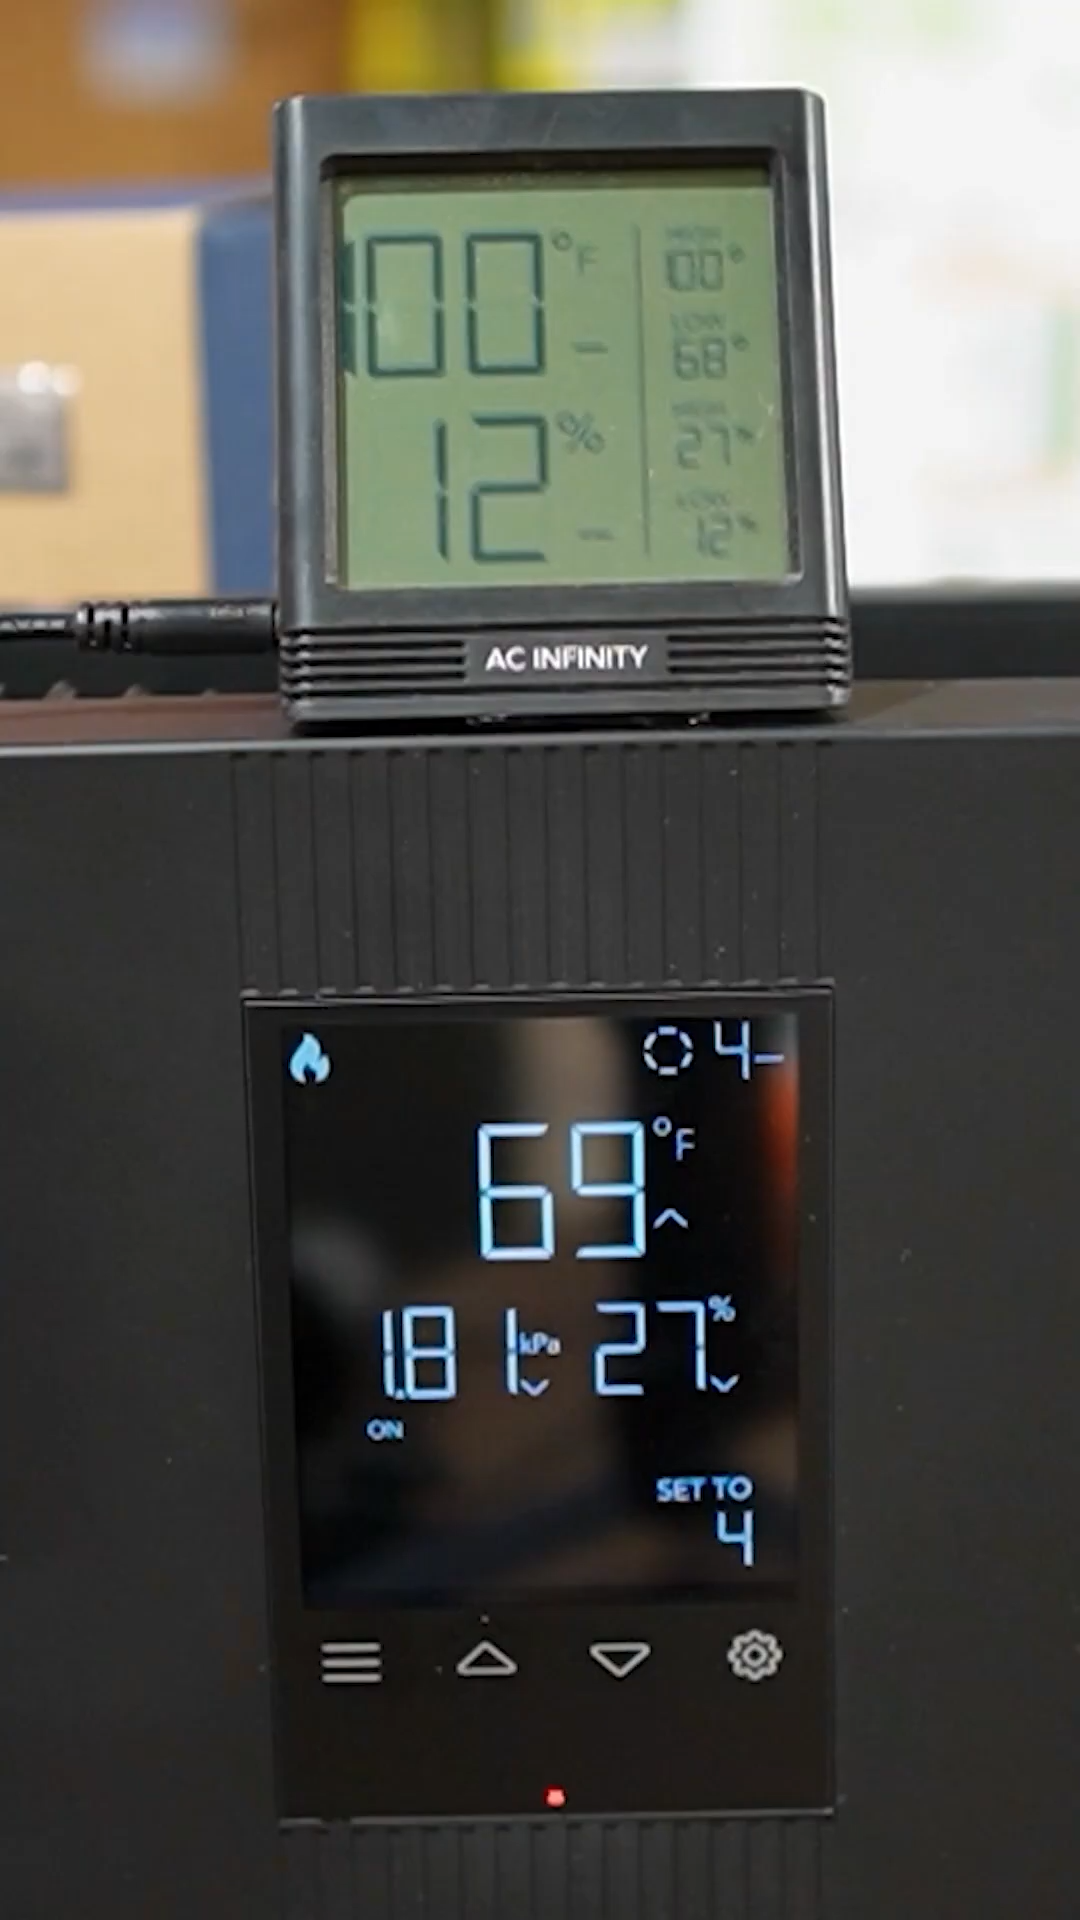 100°F HIGH 100°
– LOW 68°
12% HIGH 27%
– LOW 12%
AC INFINITY
4–
69°F
1.81 kPa 27%
ON
SET TO
4